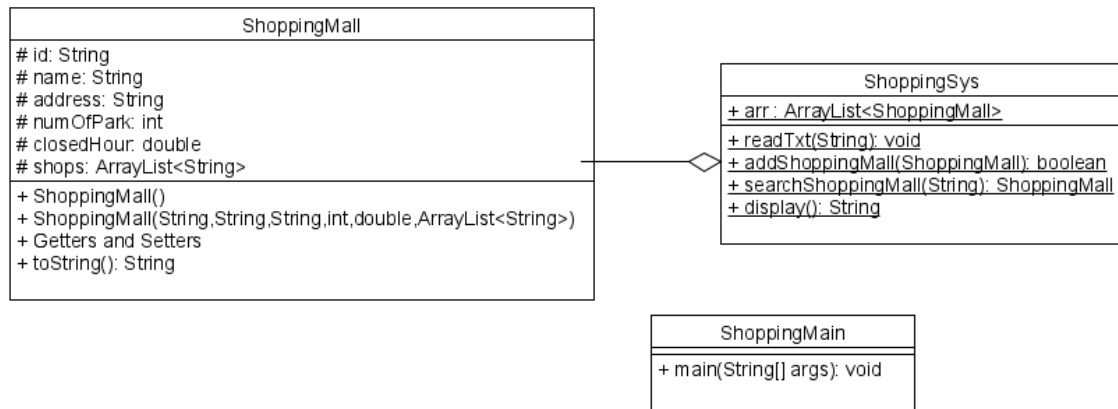 ShoppingMall
# id: String
# name: String
# address: String
# numOfPark: int
# closedHour: double
# shops: ArrayList<String>
+ ShoppingMall()
+ ShoppingMall(String,String,String,int,double,ArrayList<String>)
+ Getters and Setters
+ toString(): String
ShoppingSys
+ arr : ArrayList<ShoppingMall>
+ readTxt(String): void
+ addShoppingMall(ShoppingMall): boolean
+ searchShoppingMall(String): ShoppingMall
+ display(): String
ShoppingMain
+ main(String[] args): void